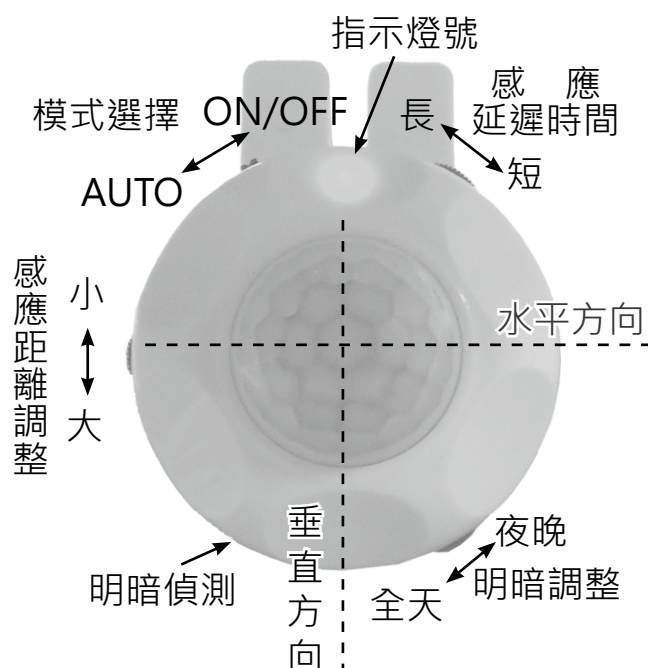 指示燈號
模式選擇 ON/OFF
AUTO
感應
延遲時間
長
短
感應距離調整
小
大
水平方向
垂直方向
明暗偵測
夜晚
明暗調整
全天